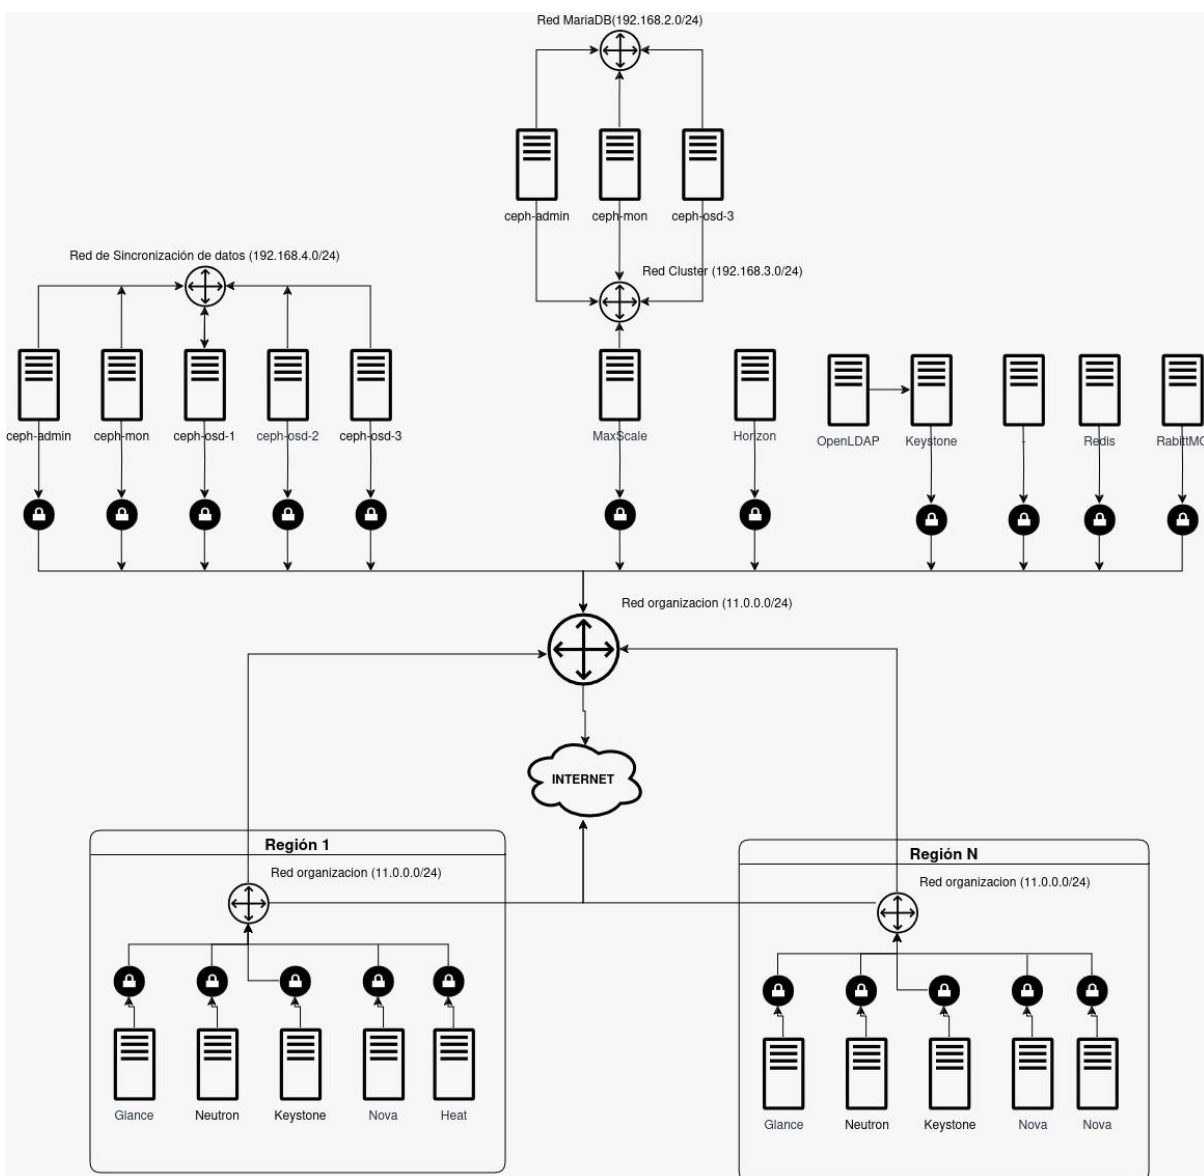 Red MariaDB(192.168.2.0/24)
ceph-admin
ceph-mon
ceph-osd-3
Red de Sincronización de datos (192.168.4.0/24)
Red Cluster (192.168.3.0/24)
ceph-admin
ceph-mon
ceph-osd-1
ceph-osd-2
ceph-osd-3
MaxScale
Horizon
OpenLDAP
Keystone
Redis
RabittMQ
Red organizacion (11.0.0.0/24)
INTERNET
Región 1
Red organizacion (11.0.0.0/24)
Glance
Neutron
Keystone
Nova
Heat
Región N
Red organizacion (11.0.0.0/24)
Glance
Neutron
Keystone
Nova
Nova